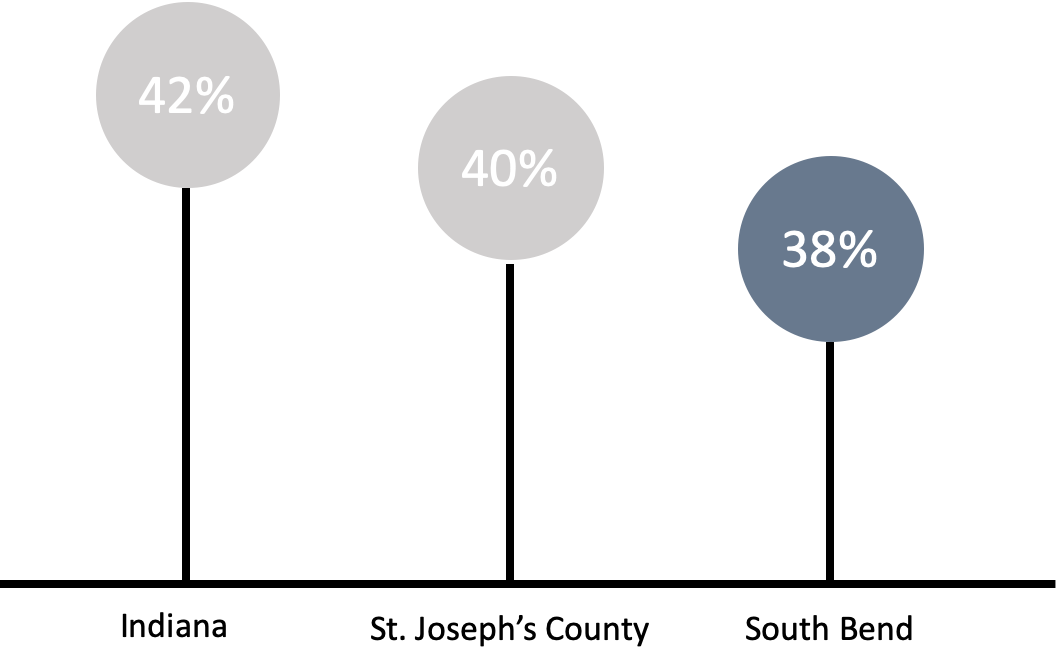 42%
40%
38%
Indiana
St. Joseph’s County
South Bend